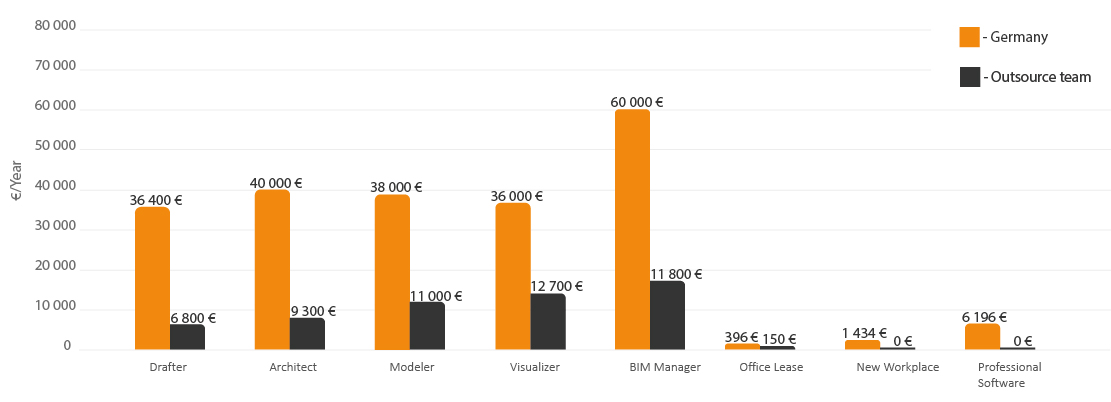 80 000
70 000
60 000
50 000
40 000
30 000
20 000
10 000
0
€/Year
- Germany
- Outsource team
36 400 €
6 800 €
40 000 €
9 300 €
38 000 €
11 000 €
36 000 €
12 700 €
60 000 €
11 800 €
396 €
150 €
1 434 €
0 €
6 196 €
0 €
Drafter
Architect
Modeler
Visualizer
BIM Manager
Office Lease
New Workplace
Professional
Software